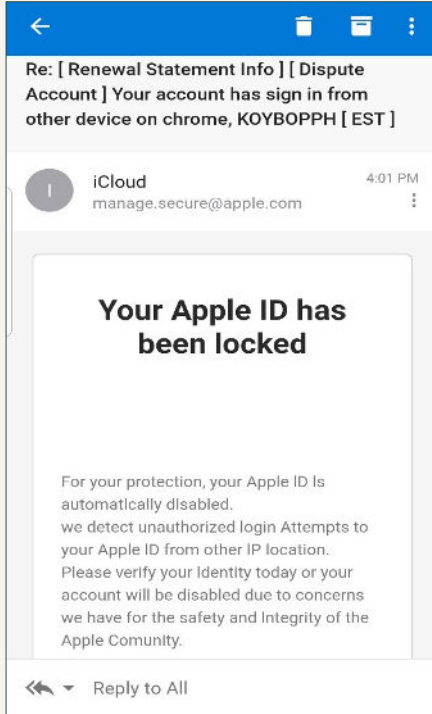 Re: [ Renewal Statement Info ] [ Dispute
Account ] Your account has sign in from
other device on chrome, KOYBOPPH [ EST ]
I
iCloud
4:01 PM
manage.secure@apple.com
Your Apple ID has
been locked
For your protection, your Apple ID is
automatically disabled.
we detect unauthorized login Attempts to
your Apple ID from other IP location.
Please verify your identity today or your
account will be disabled due to concerns
we have for the safety and Integrity of the
Apple Comunity.
Reply to All